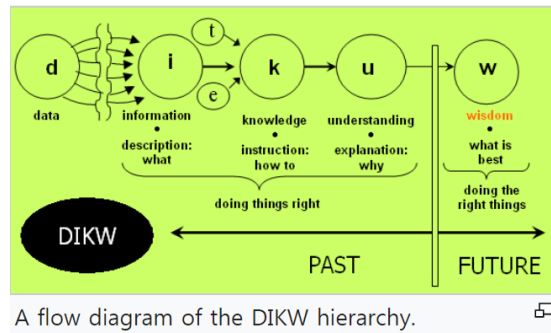 t
d
i
k
u
w
e
data
information
knowledge
understanding
wisdom
•
•
•
•
description:
what
instruction:
how to
explanation:
why
what is
best
doing things right
doing the
right things
DIKW
PAST
FUTURE
A flow diagram of the DIKW hierarchy.